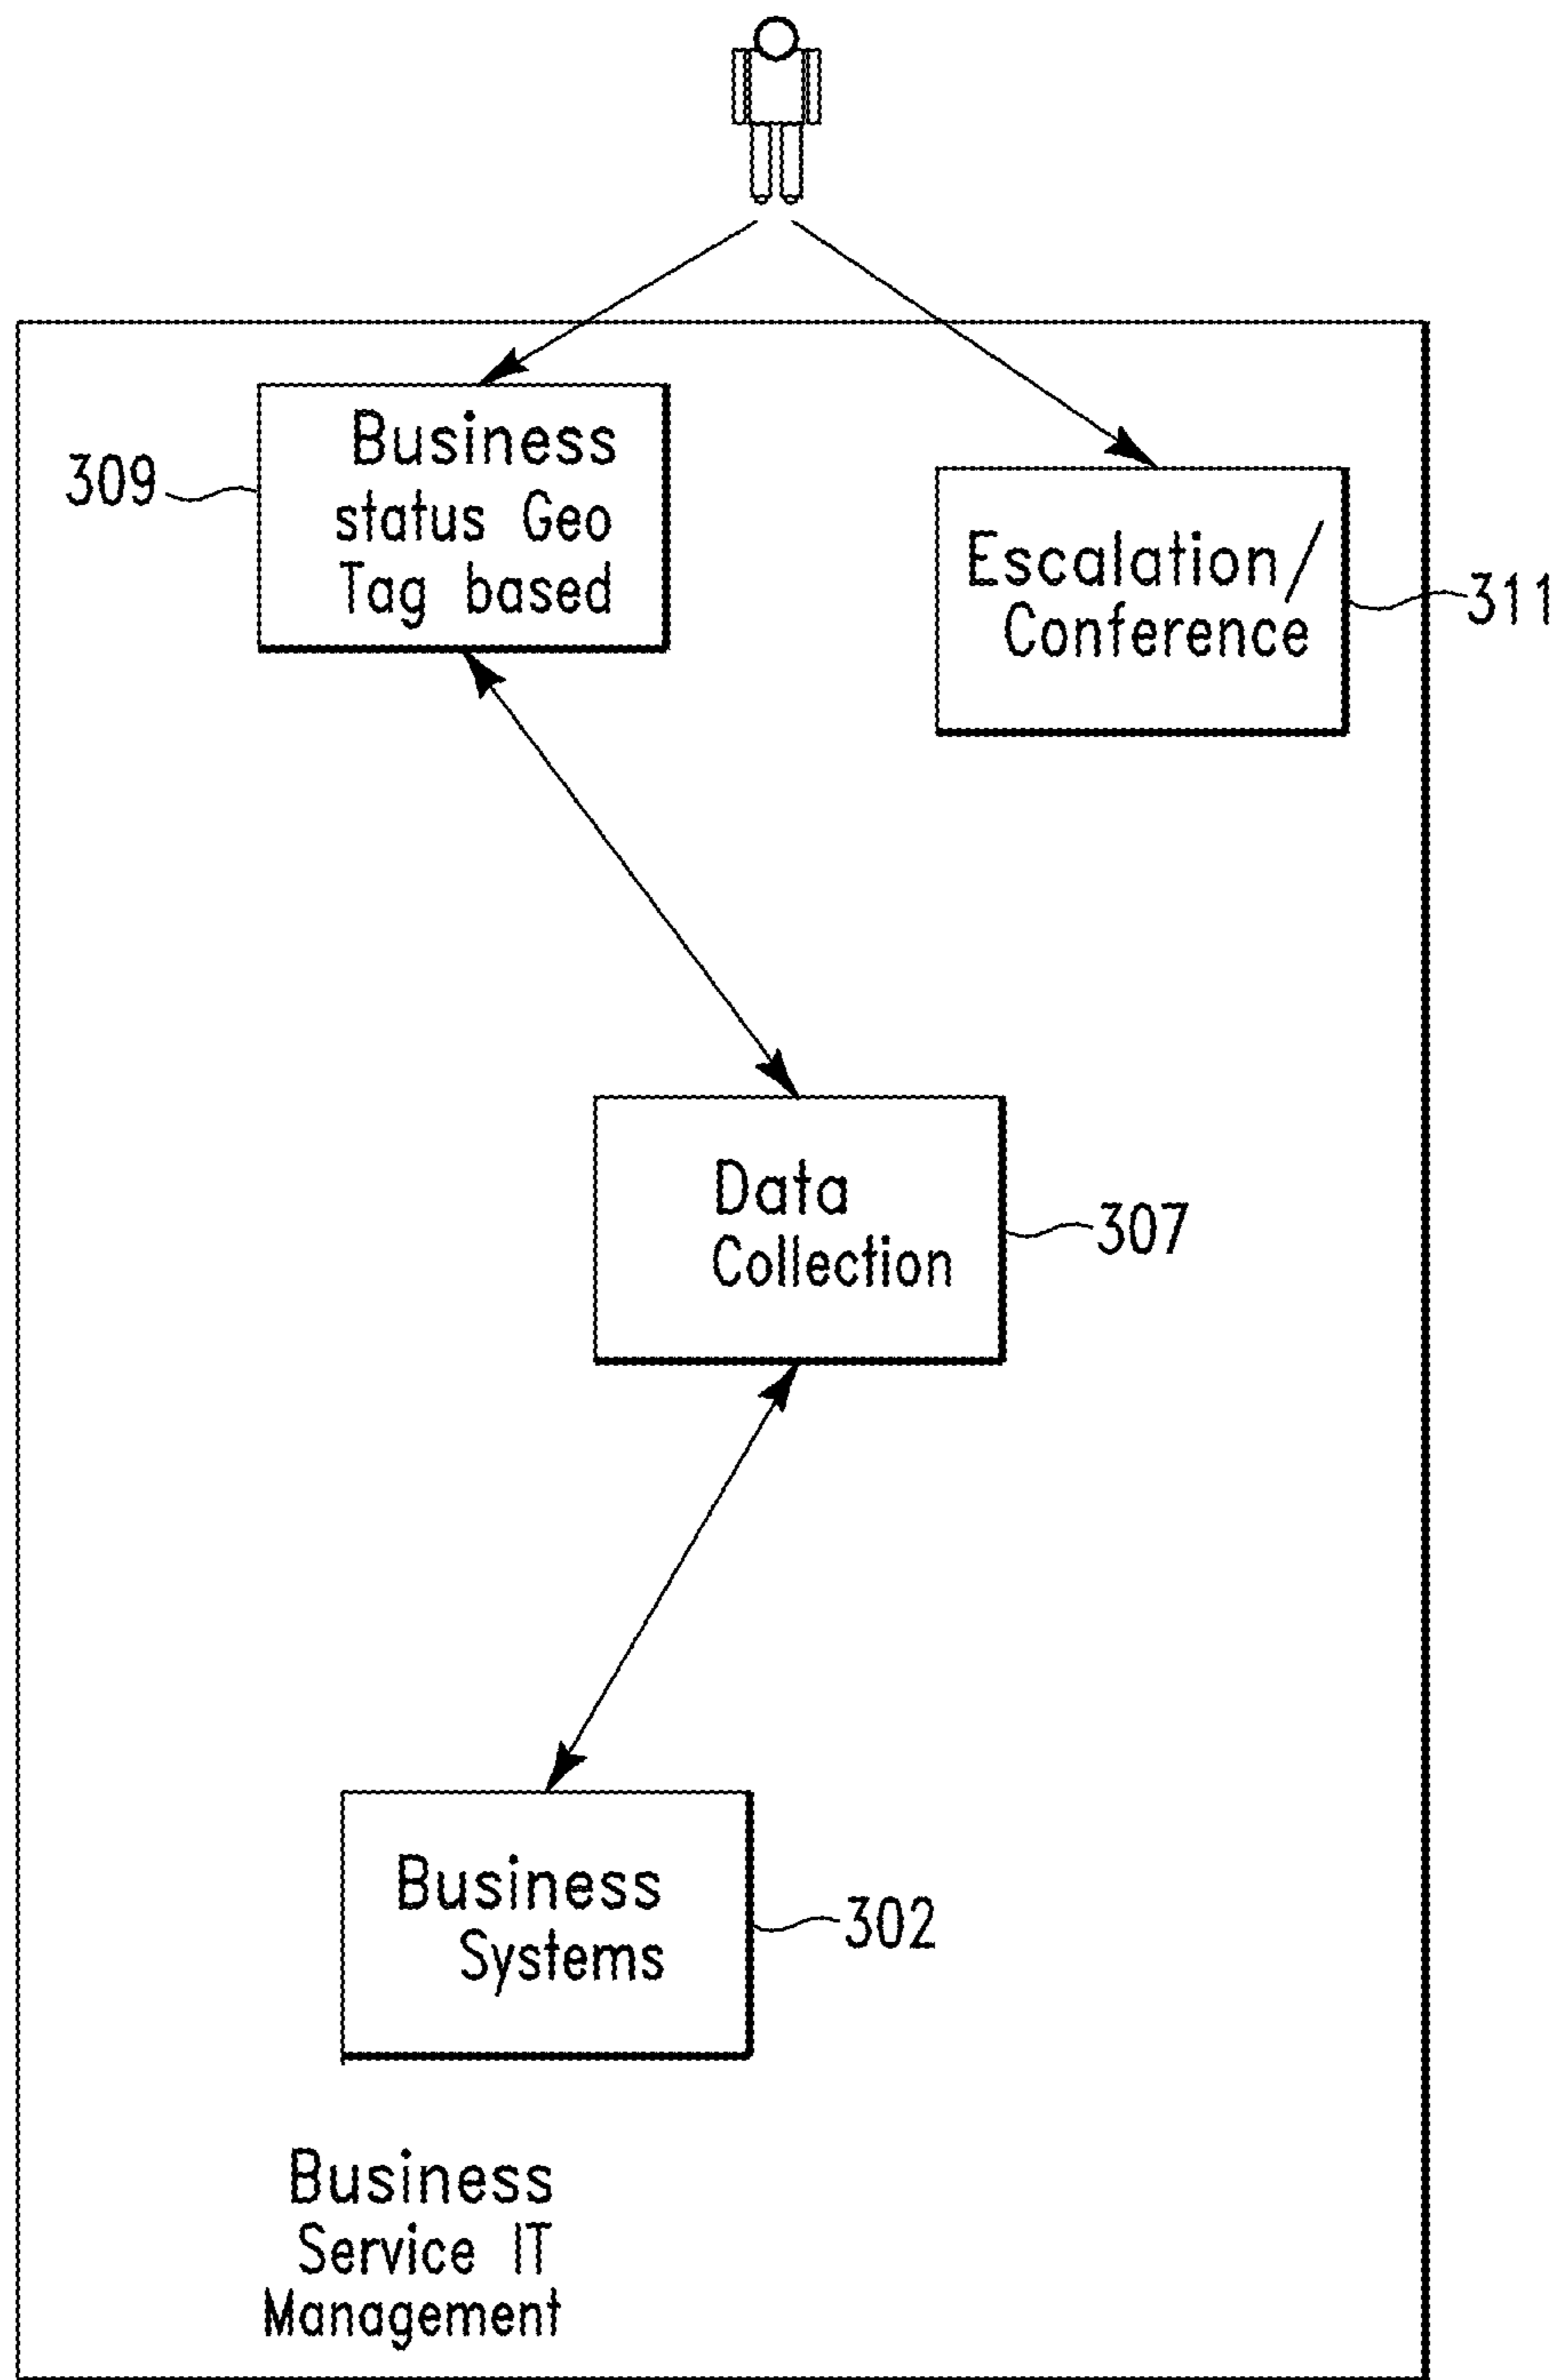 Business
status Geo
Tag based
309
Escalation /
Conference
311
Data
Collection
307
Business
Systems
302
Business
Service IT
Management